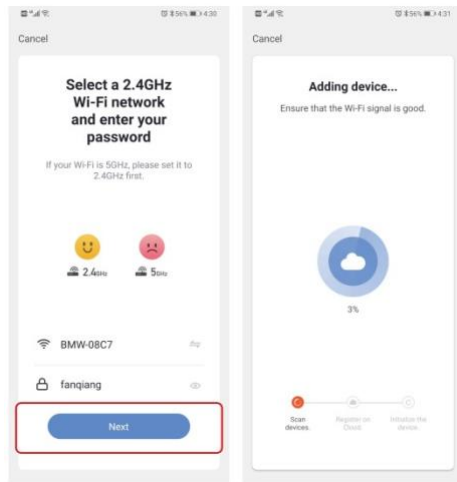 56% 4:30
Cancel
Select a 2.4GHz
Wi-Fi network
and enter your
password
If your Wi-Fi is 5GHz, please set it to
2.4GHz first.
2.4GHz
5GHz
BMW-08C7
fanqiang
Next
56% 4:31
Cancel
Adding device...
Ensure that the Wi-Fi signal is good.
3%
Scan
devices.
Register on
Cloud.
Initialize the
device.